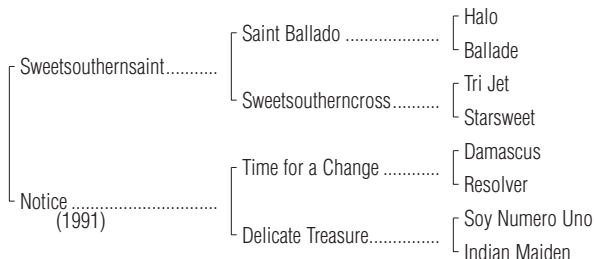 Halo
Saint Ballado ...................
Ballade
Sweetsouthernsaint...........
Tri Jet
Sweetsoutherncross..........
Starsweet
Damascus
Time for a Change ............
Resolver
Notice ...............................
(1991)
Soy Numero Uno
Delicate Treasure...............
Indian Maiden